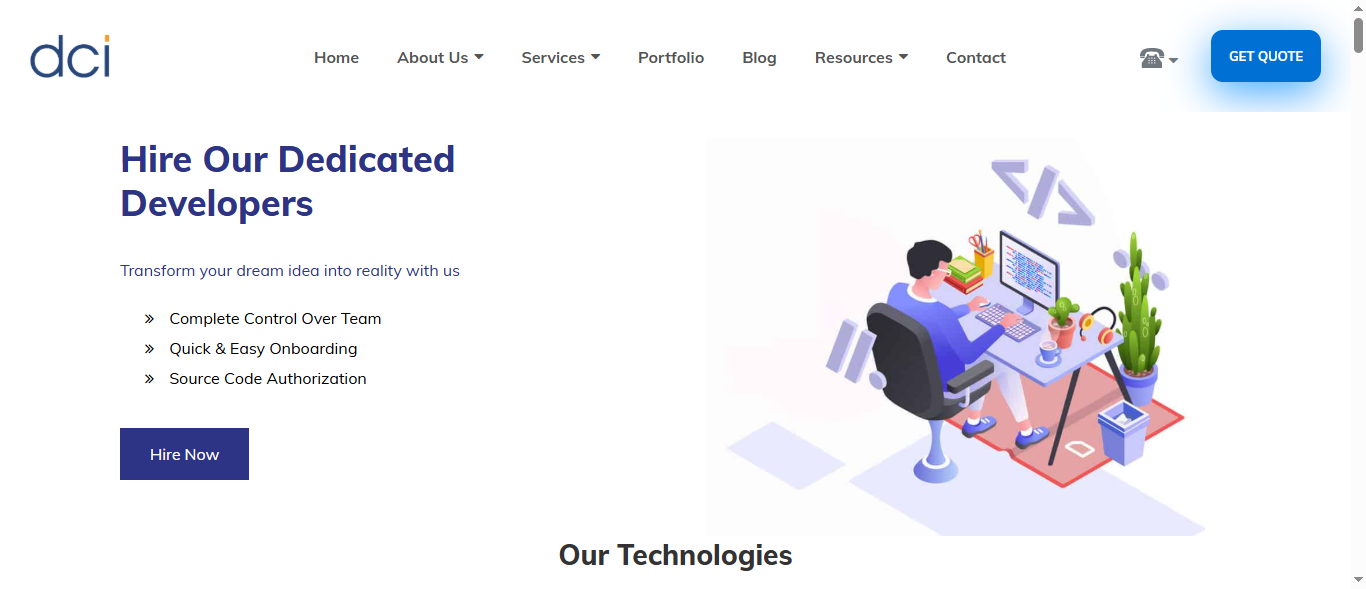 dci
Home
About Us
Services
Portfolio
Blog
Resources
Contact
GET QUOTE
Hire Our Dedicated
Developers
Transform your dream idea into reality with us
Complete Control Over Team
Quick & Easy Onboarding
Source Code Authorization
Hire Now
Our Technologies